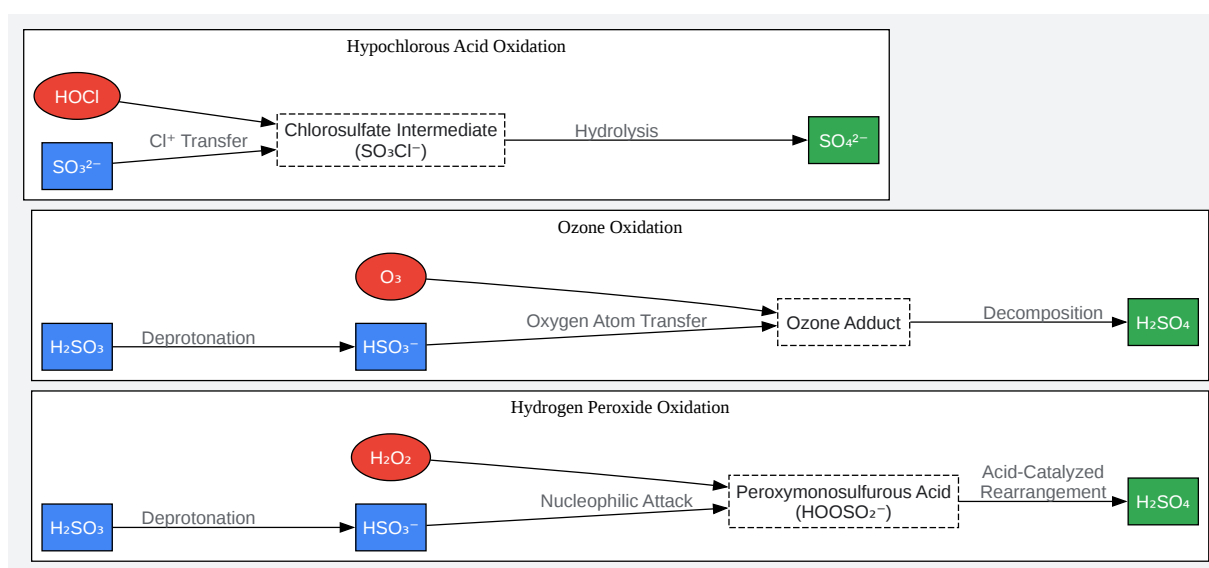 Hypochlorous Acid Oxidation
HOCl
Cl⁺ Transfer
SO₃²⁻
Chlorosulfate Intermediate
(SO₃Cl⁻)
Hydrolysis
SO₄²⁻
Ozone Oxidation
O₃
H₂SO₃
Deprotonation
HSO₃⁻
Oxygen Atom Transfer
Ozone Adduct
Decomposition
H₂SO₄
Hydrogen Peroxide Oxidation
H₂O₂
H₂SO₃
Deprotonation
HSO₃⁻
Nucleophilic Attack
Peroxymonosulfurous Acid
(HOOSO₂⁻)
Acid-Catalyzed
Rearrangement
H₂SO₄